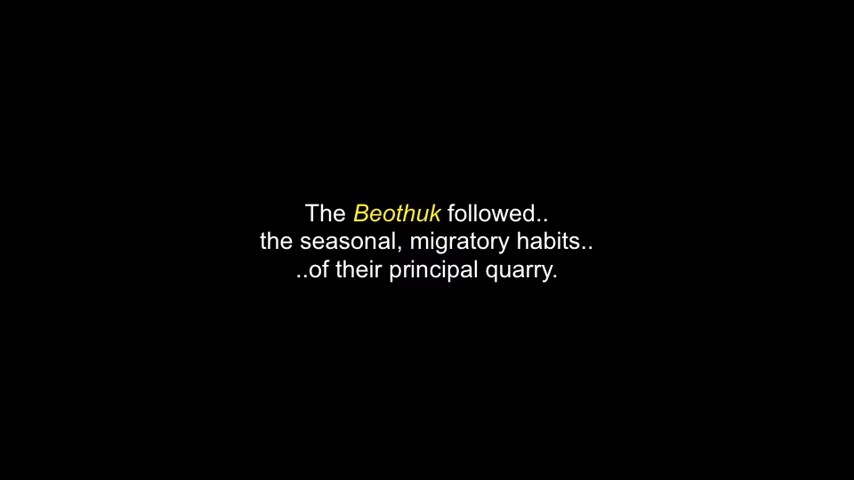 The Beothuk followed..
the seasonal, migratory habits..
..of their principal quarry.